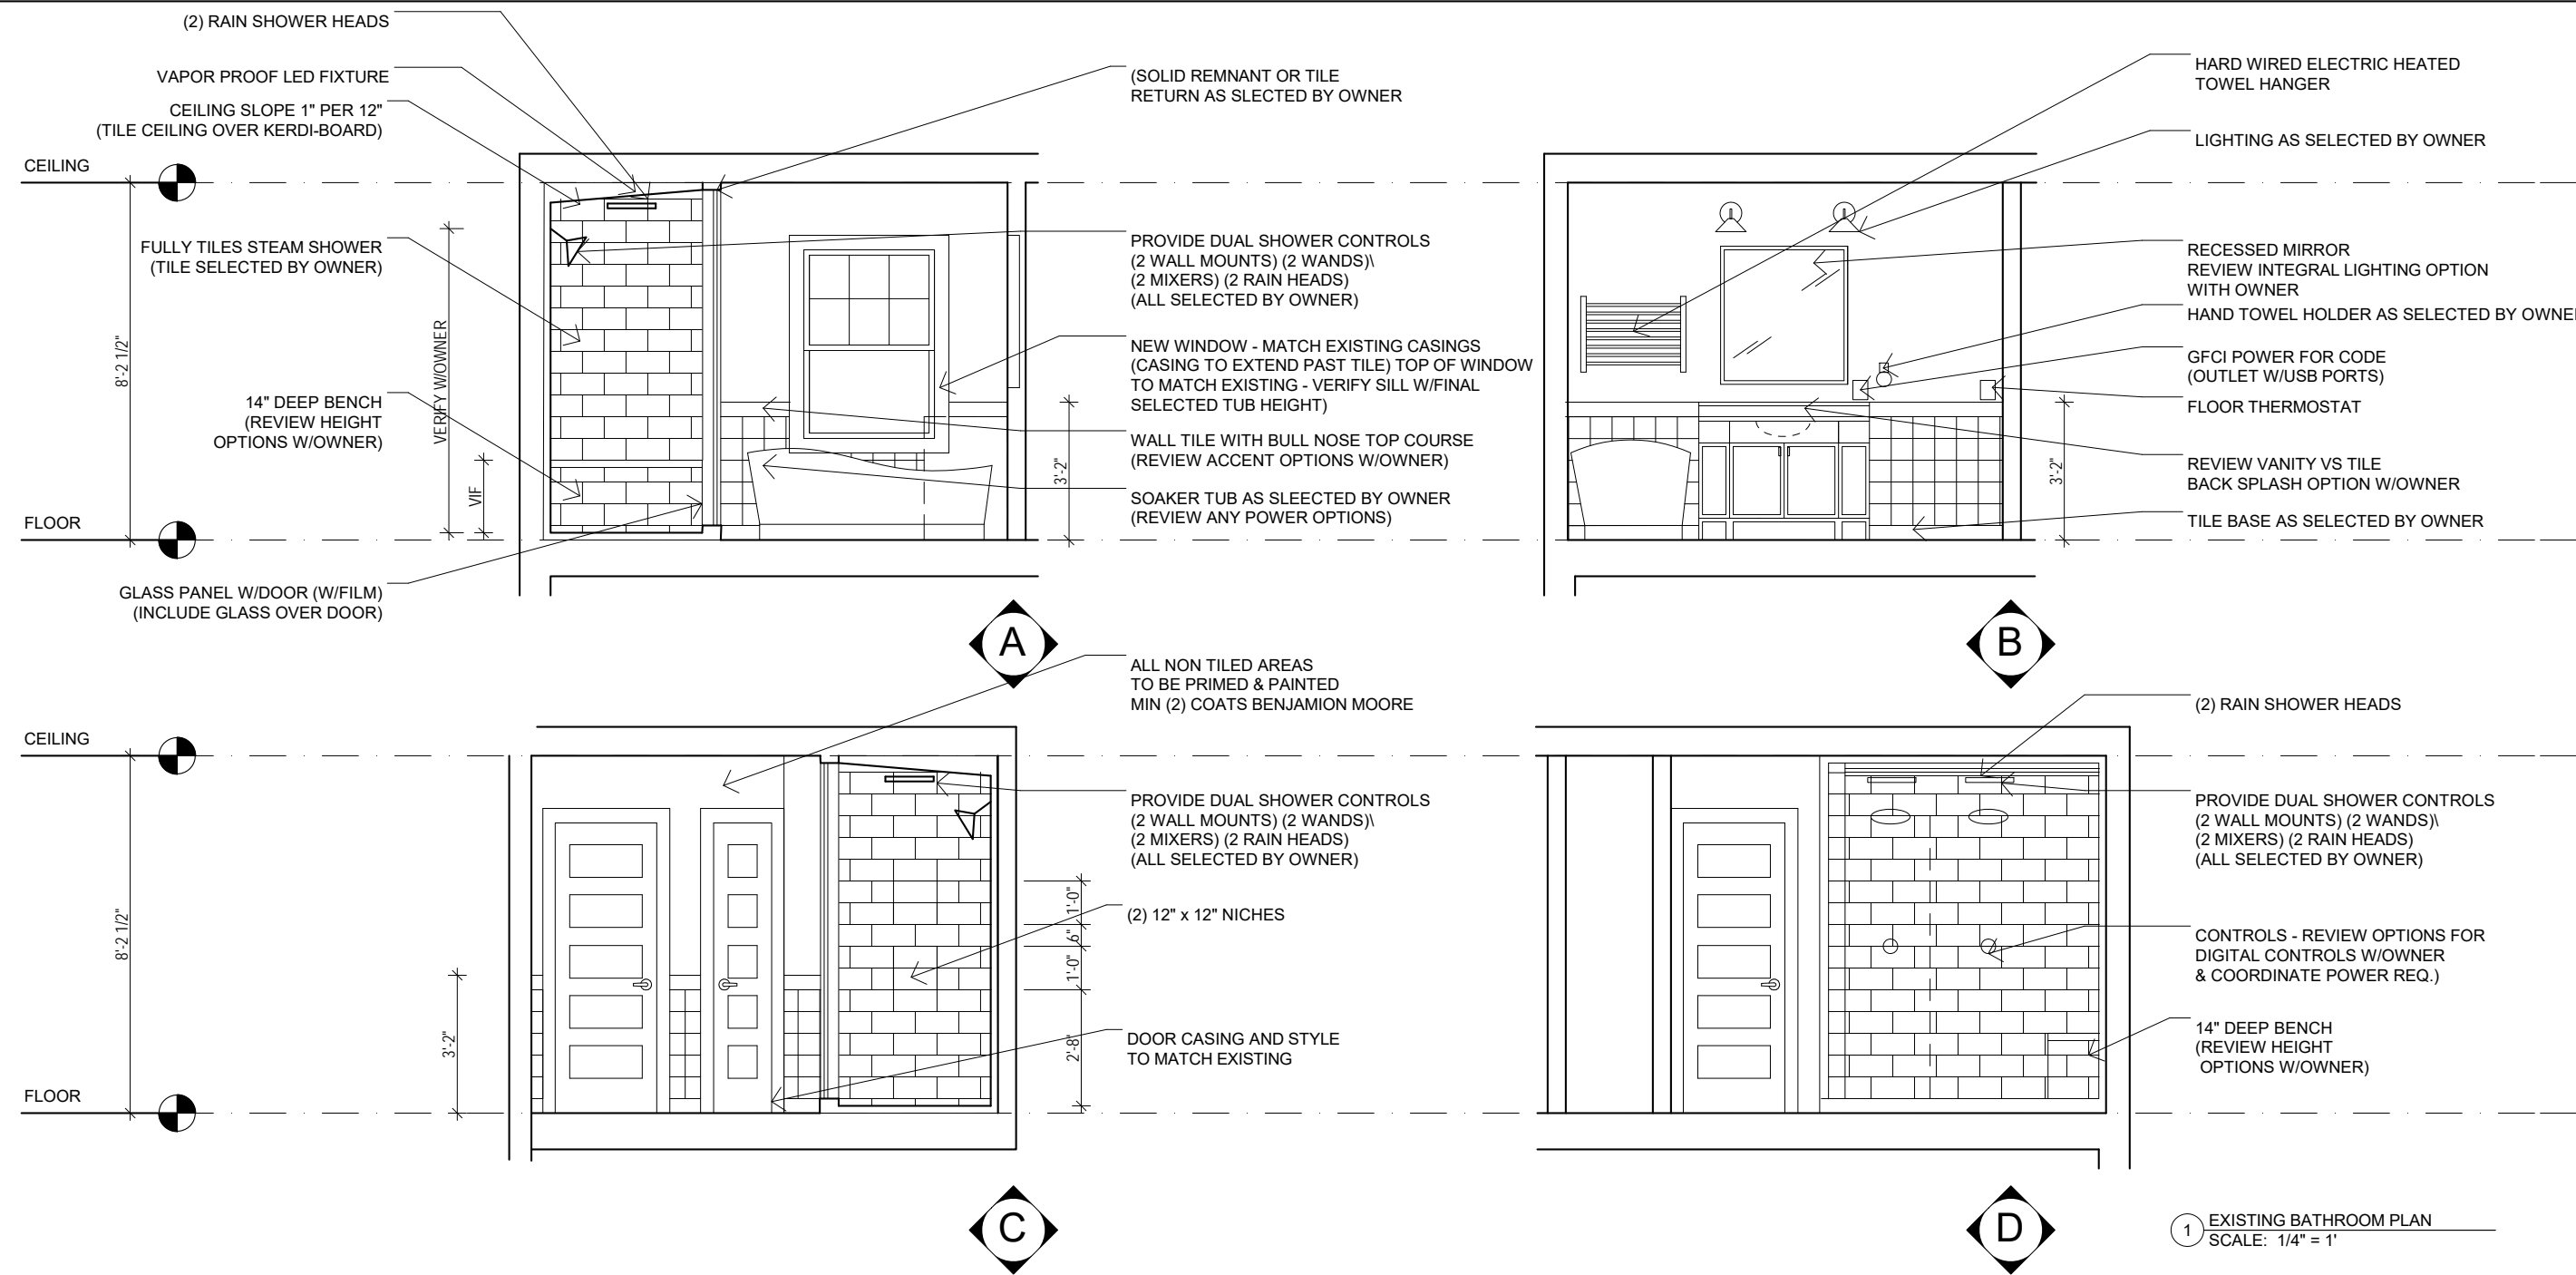 (2) RAIN SHOWER HEADS
VAPOR PROOF LED FIXTURE
CEILING SLOPE 1" PER 12"
(TILE CEILING OVER KERDI-BOARD)
CEILING
FULLY TILES STEAM SHOWER
(TILE SELECTED BY OWNER)
8'-2 1/2"
VERIFY W/OWNER
14" DEEP BENCH
(REVIEW HEIGHT
OPTIONS W/OWNER)
VIF
FLOOR
GLASS PANEL W/DOOR (W/FILM)
(INCLUDE GLASS OVER DOOR)
(SOLID REMNANT OR TILE
RETURN AS SLECTED BY OWNER
PROVIDE DUAL SHOWER CONTROLS
(2 WALL MOUNTS) (2 WANDS)\
(2 MIXERS) (2 RAIN HEADS)
(ALL SELECTED BY OWNER)
NEW WINDOW - MATCH EXISTING CASINGS
(CASING TO EXTEND PAST TILE) TOP OF WINDOW
TO MATCH EXISTING - VERIFY SILL W/FINAL
SELECTED TUB HEIGHT)
WALL TILE WITH BULL NOSE TOP COURSE
(REVIEW ACCENT OPTIONS W/OWNER)
3'-2"
SOAKER TUB AS SLEECTED BY OWNER
(REVIEW ANY POWER OPTIONS)
A
HARD WIRED ELECTRIC HEATED
TOWEL HANGER
LIGHTING AS SELECTED BY OWNER
RECESSED MIRROR
REVIEW INTEGRAL LIGHTING OPTION
WITH OWNER
HAND TOWEL HOLDER AS SELECTED BY OWNE
GFCI POWER FOR CODE
(OUTLET W/USB PORTS)
FLOOR THERMOSTAT
3'-2"
REVIEW VANITY VS TILE
BACK SPLASH OPTION W/OWNER
TILE BASE AS SELECTED BY OWNER
B
ALL NON TILED AREAS
TO BE PRIMED & PAINTED
MIN (2) COATS BENJAMION MOORE
CEILING
8'-2 1/2"
3'-2"
FLOOR
PROVIDE DUAL SHOWER CONTROLS
(2 WALL MOUNTS) (2 WANDS)\
(2 MIXERS) (2 RAIN HEADS)
(ALL SELECTED BY OWNER)
1'-0"
6"
1'-0"
2'-8"
(2) 12" x 12" NICHES
DOOR CASING AND STYLE
TO MATCH EXISTING
C
(2) RAIN SHOWER HEADS
PROVIDE DUAL SHOWER CONTROLS
(2 WALL MOUNTS) (2 WANDS)\
(2 MIXERS) (2 RAIN HEADS)
(ALL SELECTED BY OWNER)
CONTROLS - REVIEW OPTIONS FOR
DIGITAL CONTROLS W/OWNER
& COORDINATE POWER REQ.)
14" DEEP BENCH
(REVIEW HEIGHT
OPTIONS W/OWNER)
D
1 EXISTING BATHROOM PLAN
SCALE: 1/4" = 1'